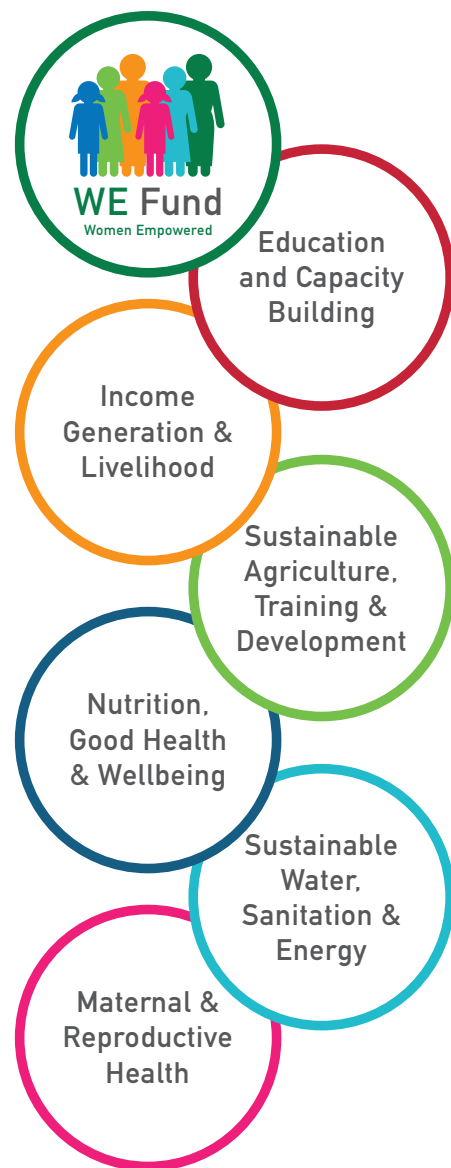 WE Fund
Women Empowered
Education
and Capacity
Building
Income
Generation &
Livelihood
Sustainable
Agriculture,
Training &
Development
Nutrition,
Good Health
& Wellbeing
Sustainable
Water,
Sanitation &
Energy
Maternal &
Reproductive
Health